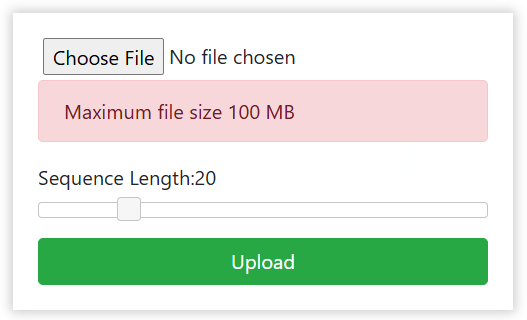 Choose File No file chosen
Maximum file size 100 MB
Sequence Length:20
Upload